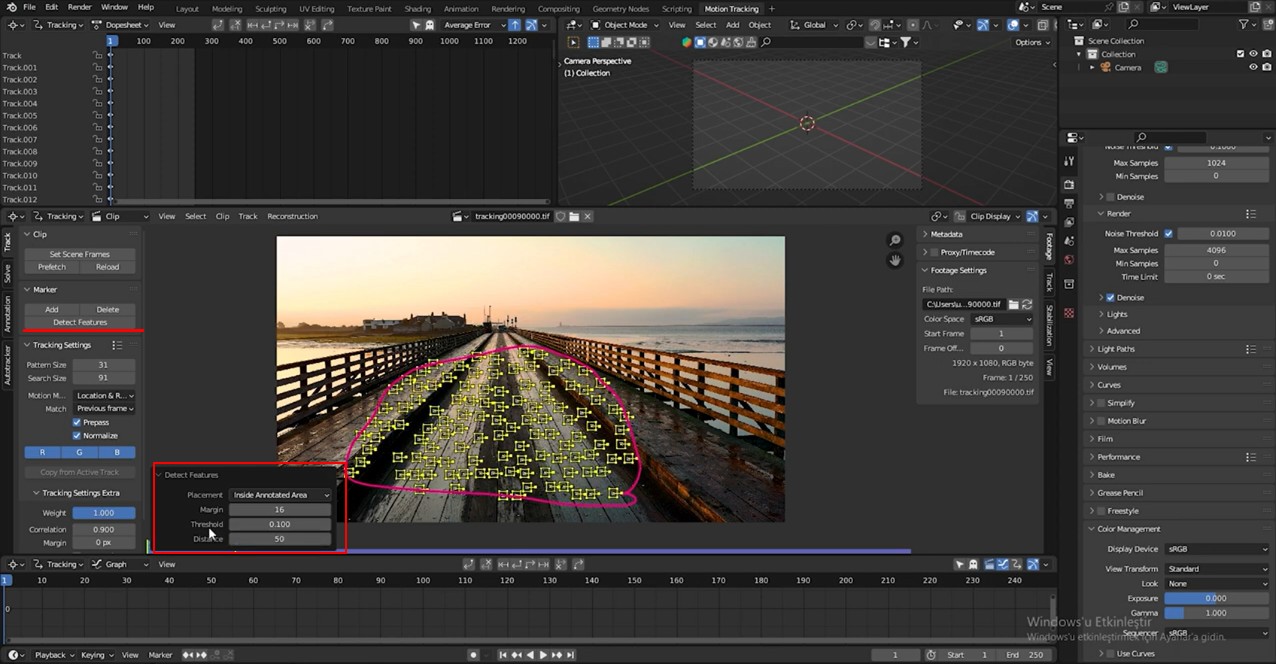 File Edit Render Window Help Layout Modeling Sculpting UV Editing Texture Paint Shading Animation Rendering Compositing Geometry Nodes Scripting Motion Tracking + Scene ViewLayer
Tracking Dopesheet View Average Error Object Mode View Select Add Object Global
1 100 200 300 400 500 600 700 800 900 1000 1100 1200
Options
Track
Track.001
Track.002
Track.003
Track.004
Track.005
Track.006
Track.007
Track.008
Track.009
Track.010
Track.011
Track.012
Camera Perspective
(1) Collection
Scene Collection
Collection
Camera
Tracking Clip View Select Clip Track Reconstruction tracking00090000.tif Clip Display
Track
Solve
Annotation
Autotracker
Clip
Set Scene Frames
Prefetch Reload
Marker
Add Delete
Detect Features
Tracking Settings
Pattern Size 31
Search Size 91
Motion M... Location & R...
Match Previous frame
Prepass
Normalize
R G B
Copy from Active Track
Tracking Settings Extra
Weight 1.000
Correlation 0.900
Margin 0 px
Detect Features
Placement Inside Annotated Area
Margin 16
Threshold 0.100
Distance 50
Metadata
Proxy/Timecode
Footage Settings
File Path:
C:\Users\u...90000.tif
Color Space sRGB
Start Frame 1
Frame Off... 0
1920 x 1080, RGB byte
Frame: 1 / 250
File: tracking00090000.tif
Footage
Track
Stabilization
View
Noise Threshold 0.1000
Max Samples 1024
Min Samples 0
Denoise
Render
Noise Threshold 0.0100
Max Samples 4096
Min Samples 0
Time Limit 0 sec
Denoise
Lights
Advanced
Light Paths
Volumes
Curves
Simplify
Motion Blur
Film
Performance
Bake
Grease Pencil
Freestyle
Color Management
Display Device sRGB
View Transform Standard
Look None
Exposure 0.000
Gamma 1.000
Sequencer sRGB
Use Curves
Tracking Graph View
1 10 20 30 40 50 60 70 80 90 100 110 120 130 140 150 160 170 180 190 200 210 220 230 240
0
Windows'u Etkinleştir
Windows'u etkinleştirmek için Ayarlar'a gidin.
Playback Keying View Marker 1 Start 1 End 250